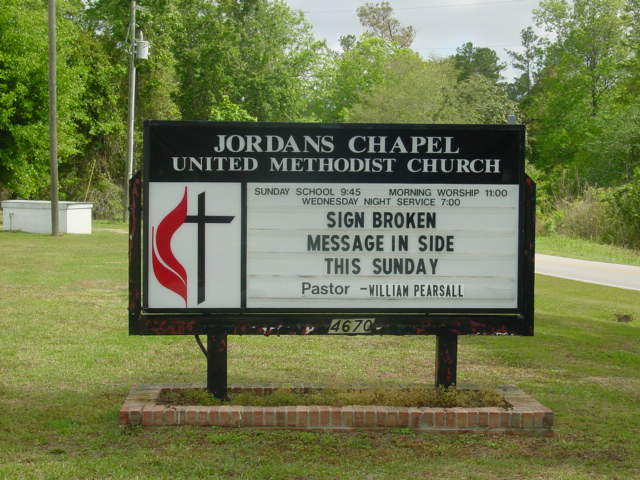 JORDANS CHAPEL
UNITED METHODIST CHURCH
SUNDAY SCHOOL 9:45 MORNING WORSHIP 11:00
WEDNESDAY NIGHT SERVICE 7:00
SIGN BROKEN
MESSAGE IN SIDE
THIS SUNDAY
Pastor -WILLIAM PEARSALL
4670